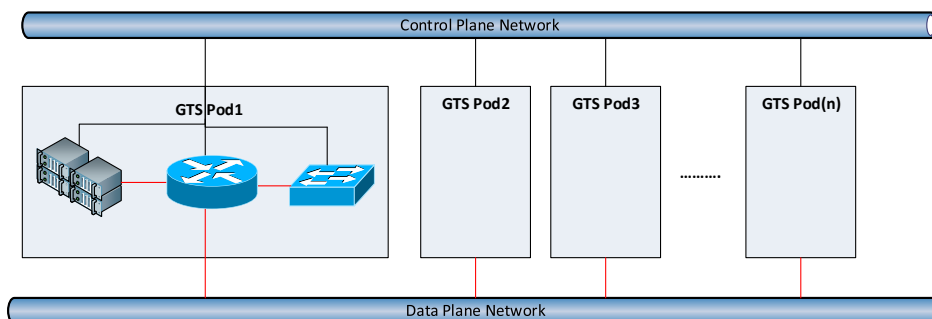 Control Plane Network
GTS Pod1
GTS Pod2
GTS Pod3
GTS Pod(n)
..........
Data Plane Network